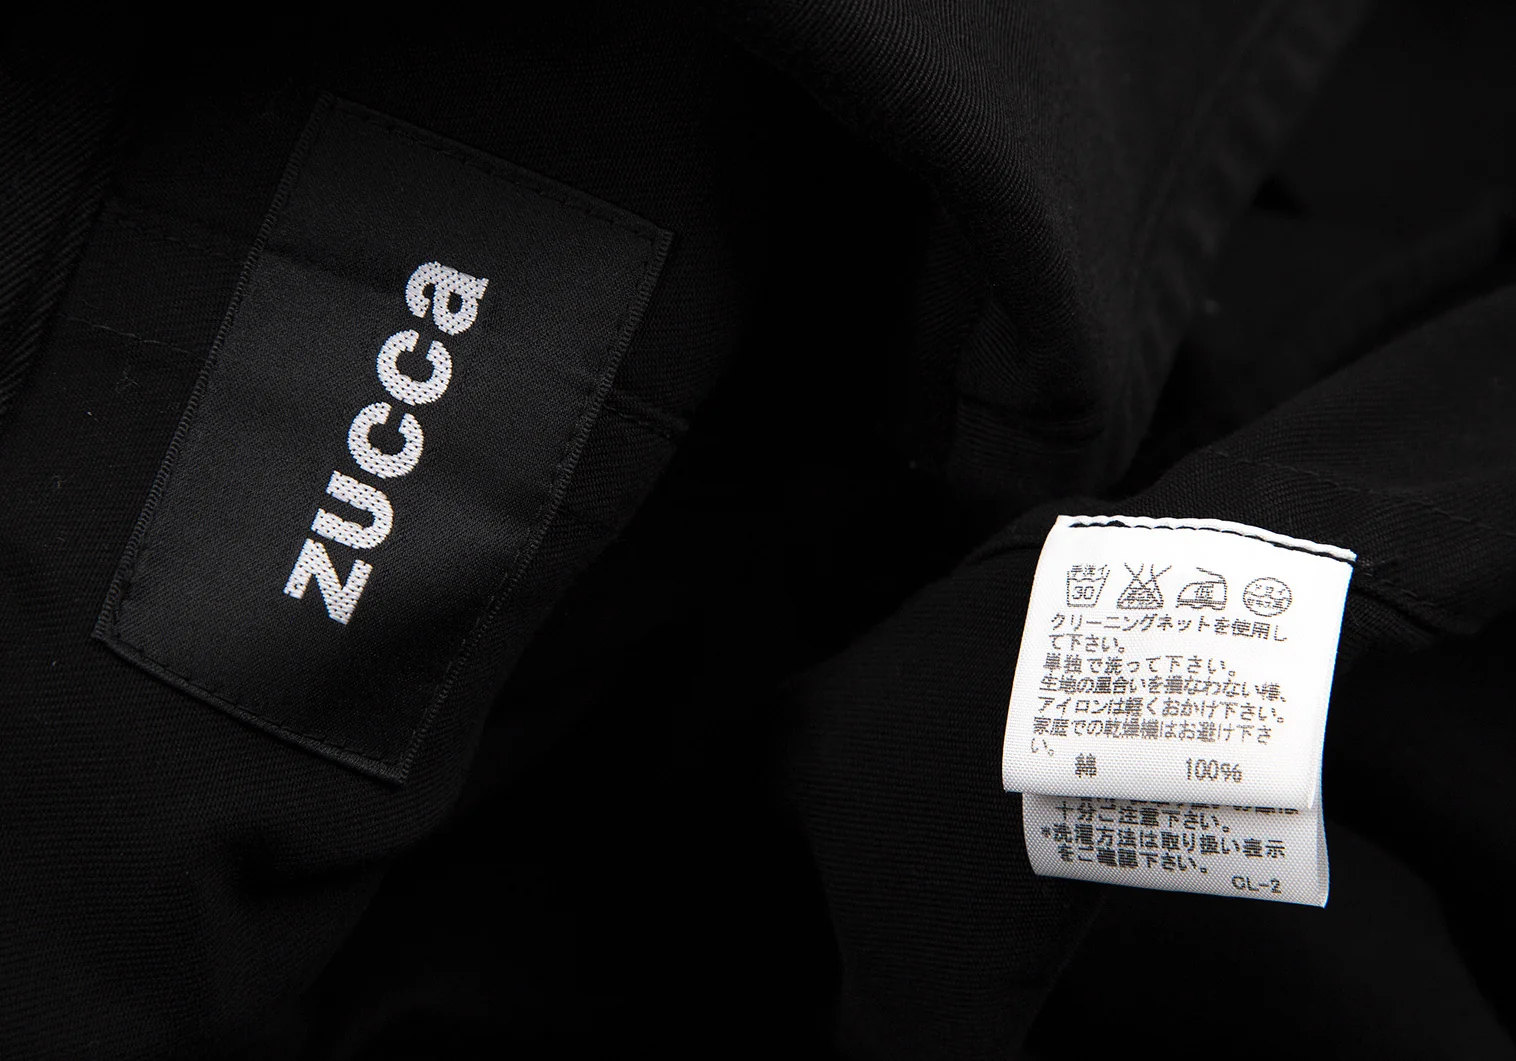 zucca
手洗イ
30
クリーニングネットを使用し
て下さい。
単独で洗って下さい。
生地の風合いを損なわない様、
アイロンは軽くおかけ下さい。
家庭での乾燥機はお避け下さ
い。
綿 100%
十分ご注意下さい。
*洗濯方法は取り扱い表示
をご確認下さい。
GL-2